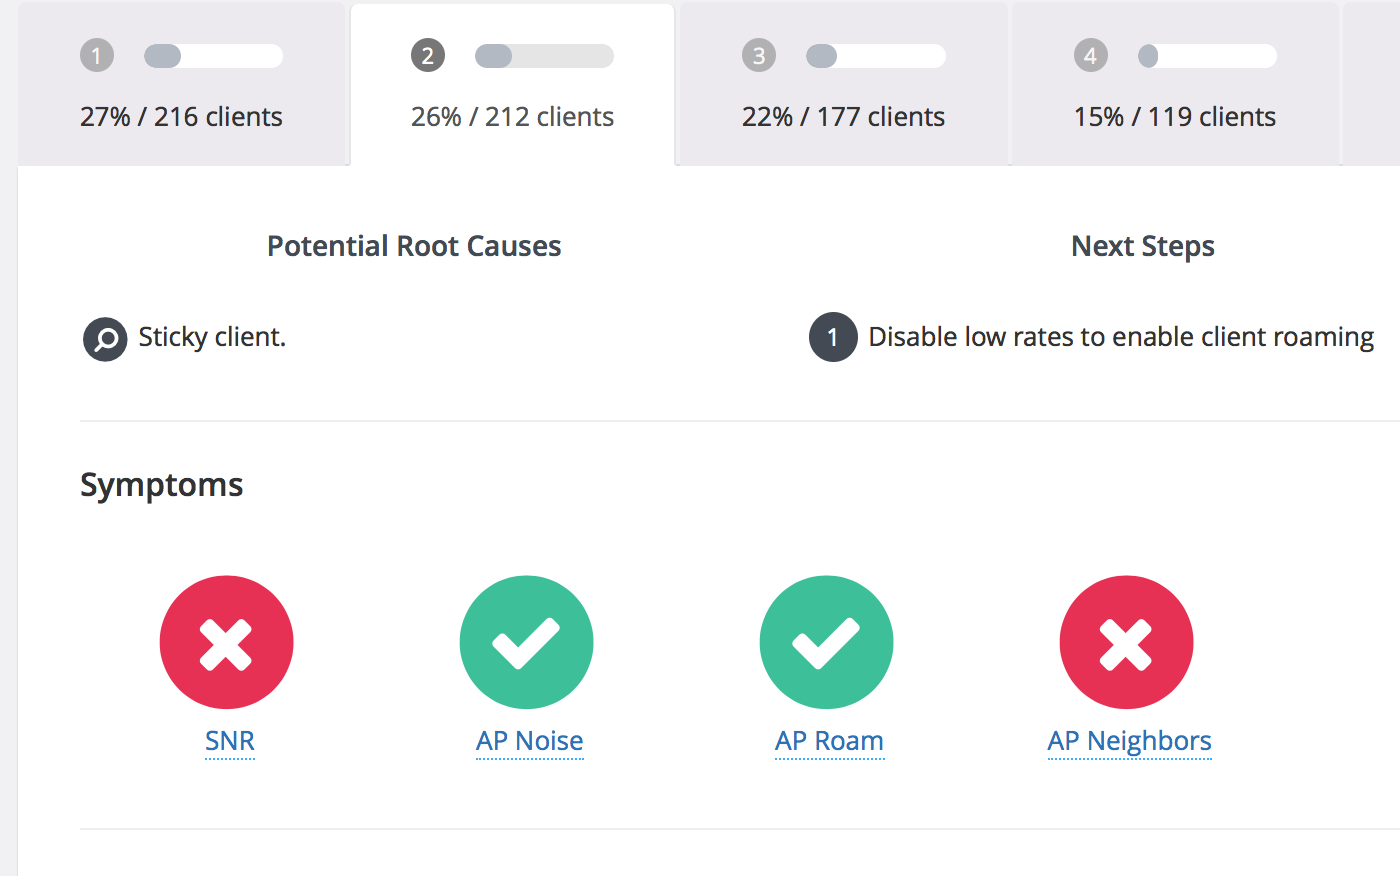 1
27% / 216 clients
2
26% / 212 clients
3
22% / 177 clients
4
15% / 119 clients
Potential Root Causes
Sticky client.
Next Steps
1 Disable low rates to enable client roaming
Symptoms
SNR
AP Noise
AP Roam
AP Neighbors